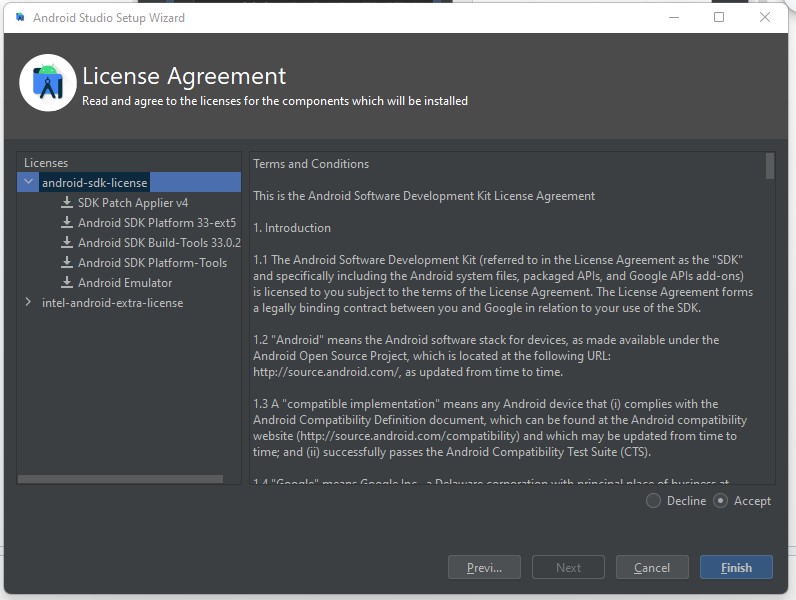 Android Studio Setup Wizard
License Agreement
Read and agree to the licenses for the components which will be installed
Licenses
android-sdk-license
SDK Patch Applier v4
Android SDK Platform 33-ext5
Android SDK Build-Tools 33.0.2
Android SDK Platform-Tools
Android Emulator
intel-android-extra-license
Terms and Conditions
This is the Android Software Development Kit License Agreement
1. Introduction
1.1 The Android Software Development Kit (referred to in the License Agreement as the "SDK"
and specifically including the Android system files, packaged APIs, and Google APIs add-ons)
is licensed to you subject to the terms of the License Agreement. The License Agreement forms
a legally binding contract between you and Google in relation to your use of the SDK.
1.2 "Android" means the Android software stack for devices, as made available under the
Android Open Source Project, which is located at the following URL:
http://source.android.com/, as updated from time to time.
1.3 A "compatible implementation" means any Android device that (i) complies with the
Android Compatibility Definition document, which can be found at the Android compatibility
website (http://source.android.com/compatibility) and which may be updated from time to
time; and (ii) successfully passes the Android Compatibility Test Suite (CTS).
1.4 "Google" means Google Inc., a Delaware corporation with principal place of business at
Decline
Accept
Previ...
Next
Cancel
Finish